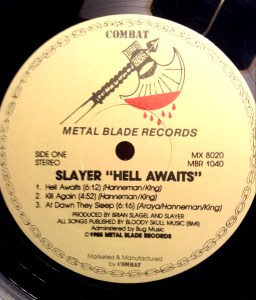 COMBAT
METAL BLADE RECORDS
SIDE ONE
STEREO
MX 8020
MBR 1040
SLAYER "HELL AWAITS"
1. Hell Awaits (6:12) (Hanneman/King)
2. Kill Again (4:52) (Hanneman/King)
3. At Dawn They Sleep (6:16) (Araya/Hanneman/King)
PRODUCED BY BRIAN SLAGEL AND SLAYER
ALL SONGS PUBLISHED BY BLOODY SKULL MUSIC (BMI)
Administered by Bug Music
© 1985 METAL BLADE RECORDS
Marketed & Manufactured
by COMBAT